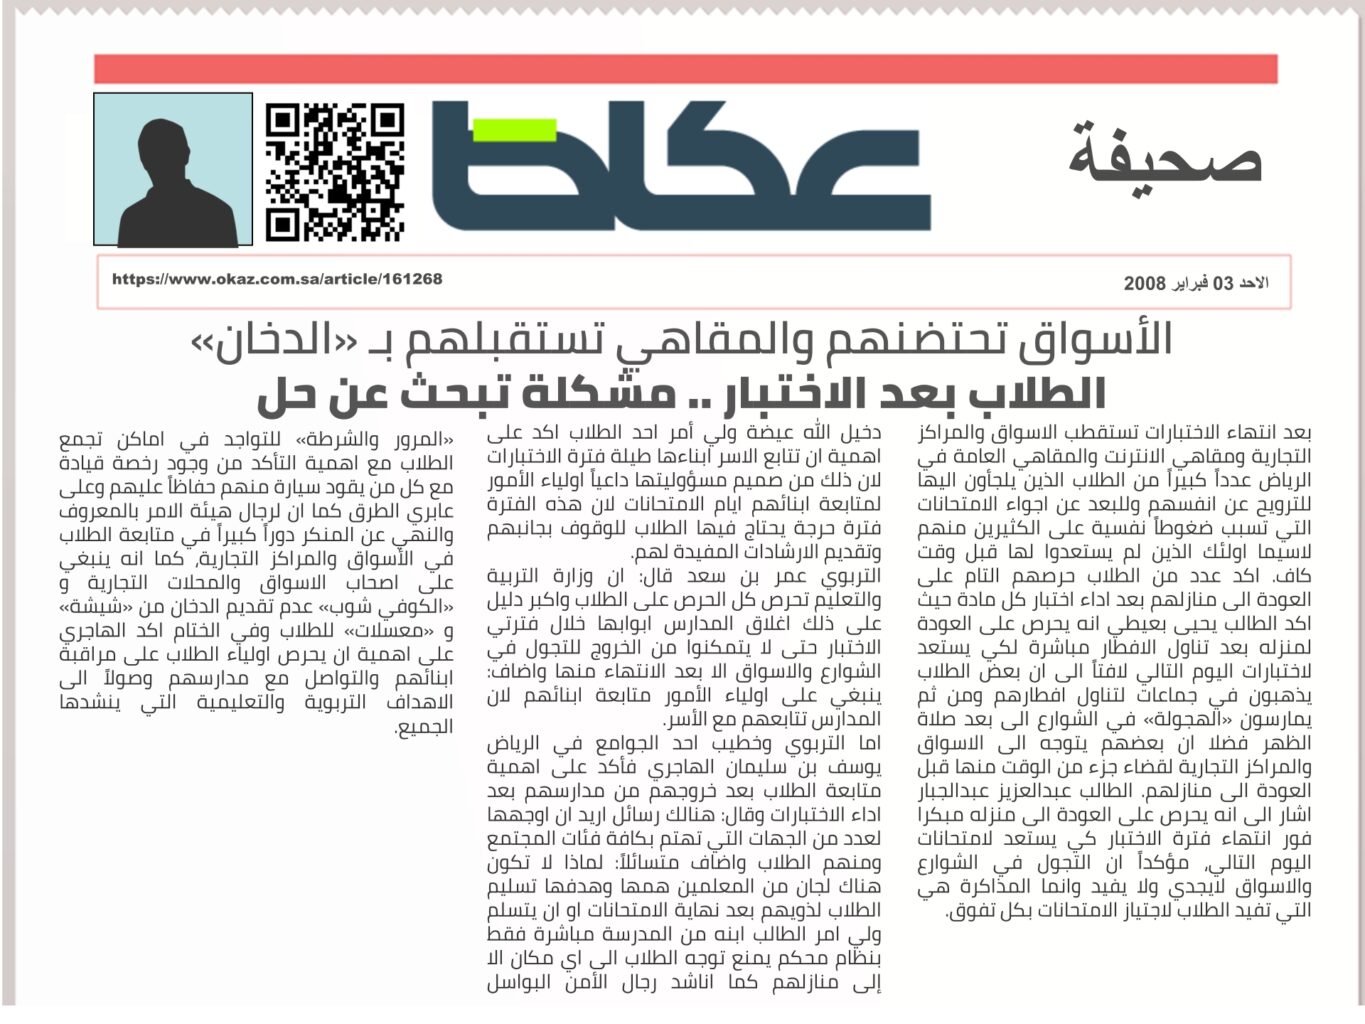 صحيفة
عكاظ
الاحد 03 فبراير 2008
https://www.okaz.com.sa/article/161268
الأسواق تحتضنهم والمقاهي تستقبلهم بـ «الدخان»
الطلاب بعد الاختبار .. مشكلة تبحث عن حل
بعد انتهاء الاختبارات تستقطب الاسواق والمراكز
التجارية ومقاهي الانترنت والمقاهي العامة في
الرياض عدداً كبيراً من الطلاب الذين يلجأون اليها
للترويح عن انفسهم وللبعد عن اجواء الامتحانات
التي تسبب ضغوطاً نفسية على الكثيرين منهم
لاسيما اولئك الذين لم يستعدوا لها قبل وقت
كاف. اكد عدد من الطلاب حرصهم التام على
العودة الى منازلهم بعد اداء اختبار كل مادة حيث
اكد الطالب يحيى بعيطي انه يحرص على العودة
لمنزله بعد تناول الافطار مباشرة لكي يستعد
لاختبارات اليوم التالي لافتاً الى ان بعض الطلاب
يذهبون في جماعات لتناول افطارهم ومن ثم
يمارسون «الهجولة» في الشوارع الى بعد صلاة
الظهر فضلا ان بعضهم يتوجه الى الاسواق
والمراكز التجارية لقضاء جزء من الوقت منها قبل
العودة الى منازلهم. الطالب عبدالعزيز عبدالجبار
اشار الى انه يحرص على العودة الى منزله مبكرا
فور انتهاء فترة الاختبار كي يستعد لامتحانات
اليوم التالي، مؤكداً ان التجول في الشوارع
والاسواق لايجدي ولا يفيد وانما المذاكرة هي
التي تفيد الطلاب لاجتياز الامتحانات بكل تفوق.
دخيل الله عيضة ولي أمر احد الطلاب اكد على
اهمية ان تتابع الاسر ابناءها طيلة فترة الاختبارات
لان ذلك من صميم مسؤوليتها داعياً اولياء الأمور
لمتابعة ابنائهم ايام الامتحانات لان هذه الفترة
فترة حرجة يحتاج فيها الطلاب للوقوف بجانبهم
وتقديم الارشادات المفيدة لهم.
التربوي عمر بن سعد قال: ان وزارة التربية
والتعليم تحرص كل الحرص على الطلاب واكبر دليل
على ذلك اغلاق المدارس ابوابها خلال فترتي
الاختبار حتى لا يتمكنوا من الخروج للتجول في
الشوارع والاسواق الا بعد الانتهاء منها واضاف:
ينبغي على اولياء الأمور متابعة ابنائهم لان
المدارس تتابعهم مع الأسر.
اما التربوي وخطيب احد الجوامع في الرياض
يوسف بن سليمان الهاجري فأكد على اهمية
متابعة الطلاب بعد خروجهم من مدارسهم بعد
اداء الاختبارات وقال: هنالك رسائل اريد ان اوجهها
لعدد من الجهات التي تهتم بكافة فئات المجتمع
ومنهم الطلاب واضاف متسائلاً: لماذا لا تكون
هناك لجان من المعلمين همها وهدفها تسليم
الطلاب لذويهم بعد نهاية الامتحانات او ان يتسلم
ولي امر الطالب ابنه من المدرسة مباشرة فقط
بنظام محكم يمنع توجه الطلاب الى اي مكان الا
إلى منازلهم كما اناشد رجال الأمن البواسل
«المرور والشرطة» للتواجد في اماكن تجمع
الطلاب مع اهمية التأكد من وجود رخصة قيادة
مع كل من يقود سيارة منهم حفاظاً عليهم وعلى
عابري الطرق كما ان لرجال هيئة الامر بالمعروف
والنهي عن المنكر دوراً كبيراً في متابعة الطلاب
في الأسواق والمراكز التجارية، كما انه ينبغي
على اصحاب الاسواق والمحلات التجارية و
«الكوفي شوب» عدم تقديم الدخان من «شيشة»
و «معسلات» للطلاب وفي الختام اكد الهاجري
على اهمية ان يحرص اولياء الطلاب على مراقبة
ابنائهم والتواصل مع مدارسهم وصولاً الى
الاهداف التربوية والتعليمية التي ينشدها
الجميع.